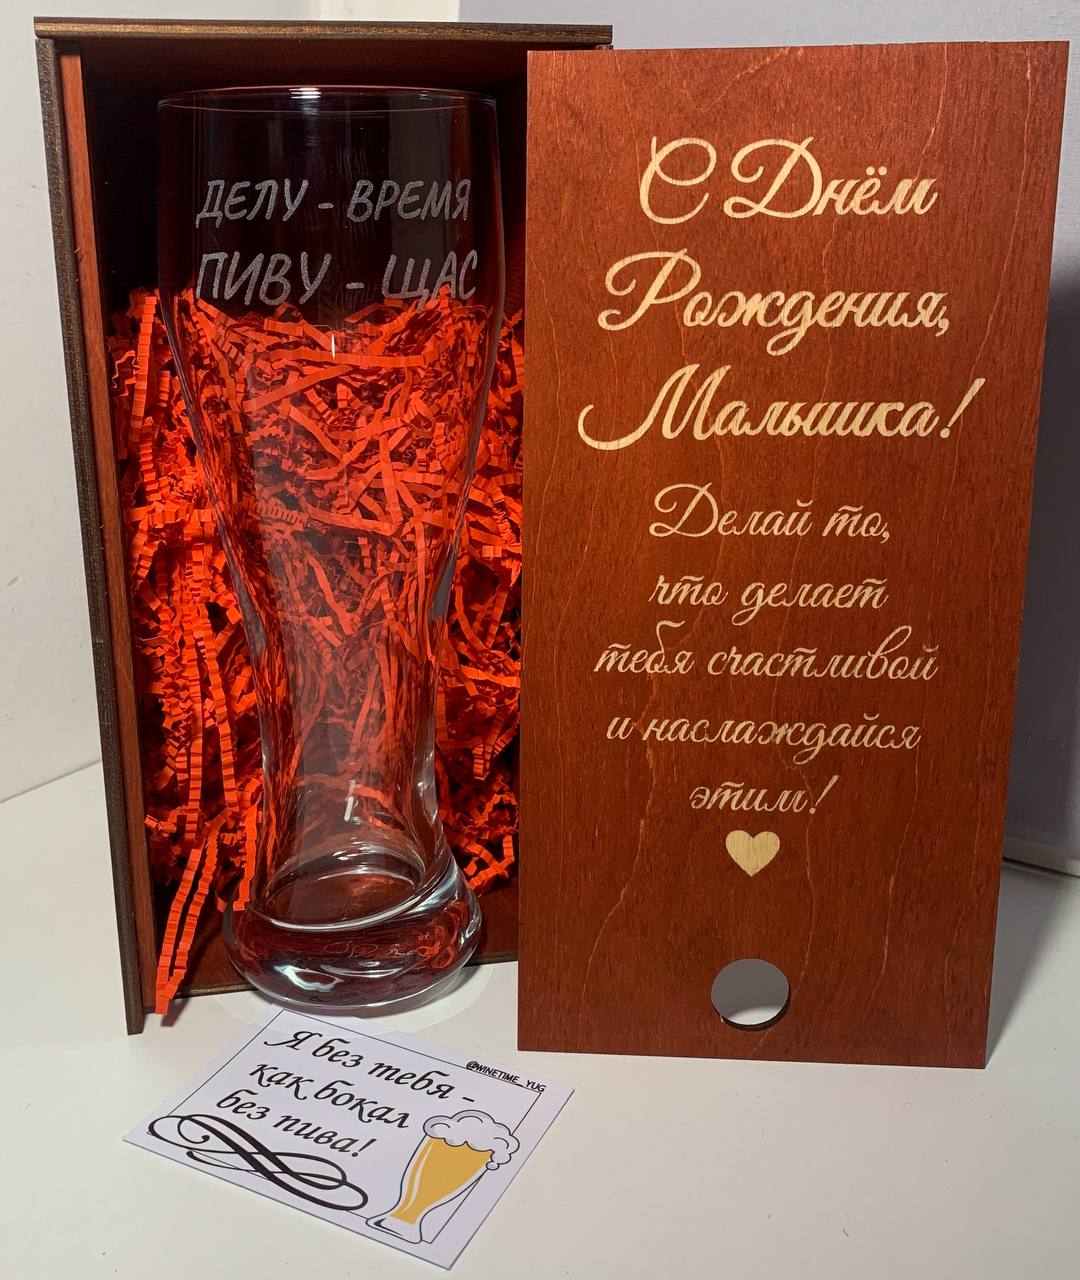 ДЕЛУ - ВРЕМЯ
ПИВУ - ЩАС
С Днём
Рождения,
Малышка!
Делай то,
что делает
тебя счастливой
и наслаждайся
этим!
@WINETIME_YUG
Я без тебя -
как бокал
без пива!